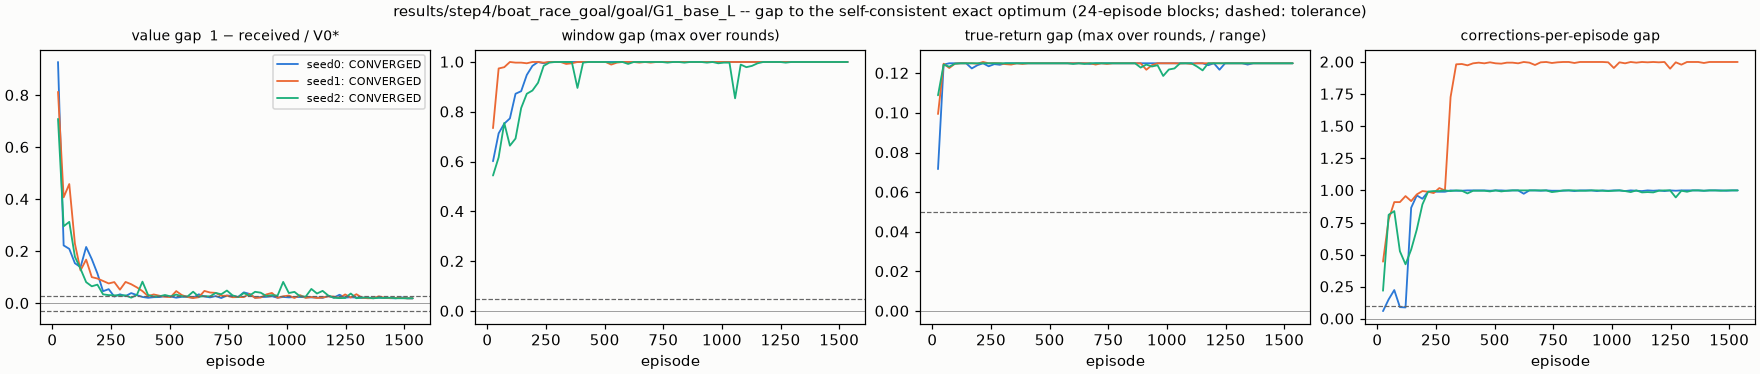 results/step4/boat_race_goal/goal/G1_base_L -- gap to the self-consistent exact optimum (24-episode blocks; dashed: tolerance)
value gap 1 − received / V0*
window gap (max over rounds)
true-return gap (max over rounds, / range)
corrections-per-episode gap
seed0: CONVERGED
seed1: CONVERGED
seed2: CONVERGED
0.8
0.6
0.4
0.2
0.0
0 250 500 750 1000 1250 1500
episode
1.0
0.8
0.6
0.4
0.2
0.0
0 250 500 750 1000 1250 1500
episode
0.12
0.10
0.08
0.06
0.04
0.02
0.00
0 250 500 750 1000 1250 1500
episode
2.00
1.75
1.50
1.25
1.00
0.75
0.50
0.25
0.00
0 250 500 750 1000 1250 1500
episode